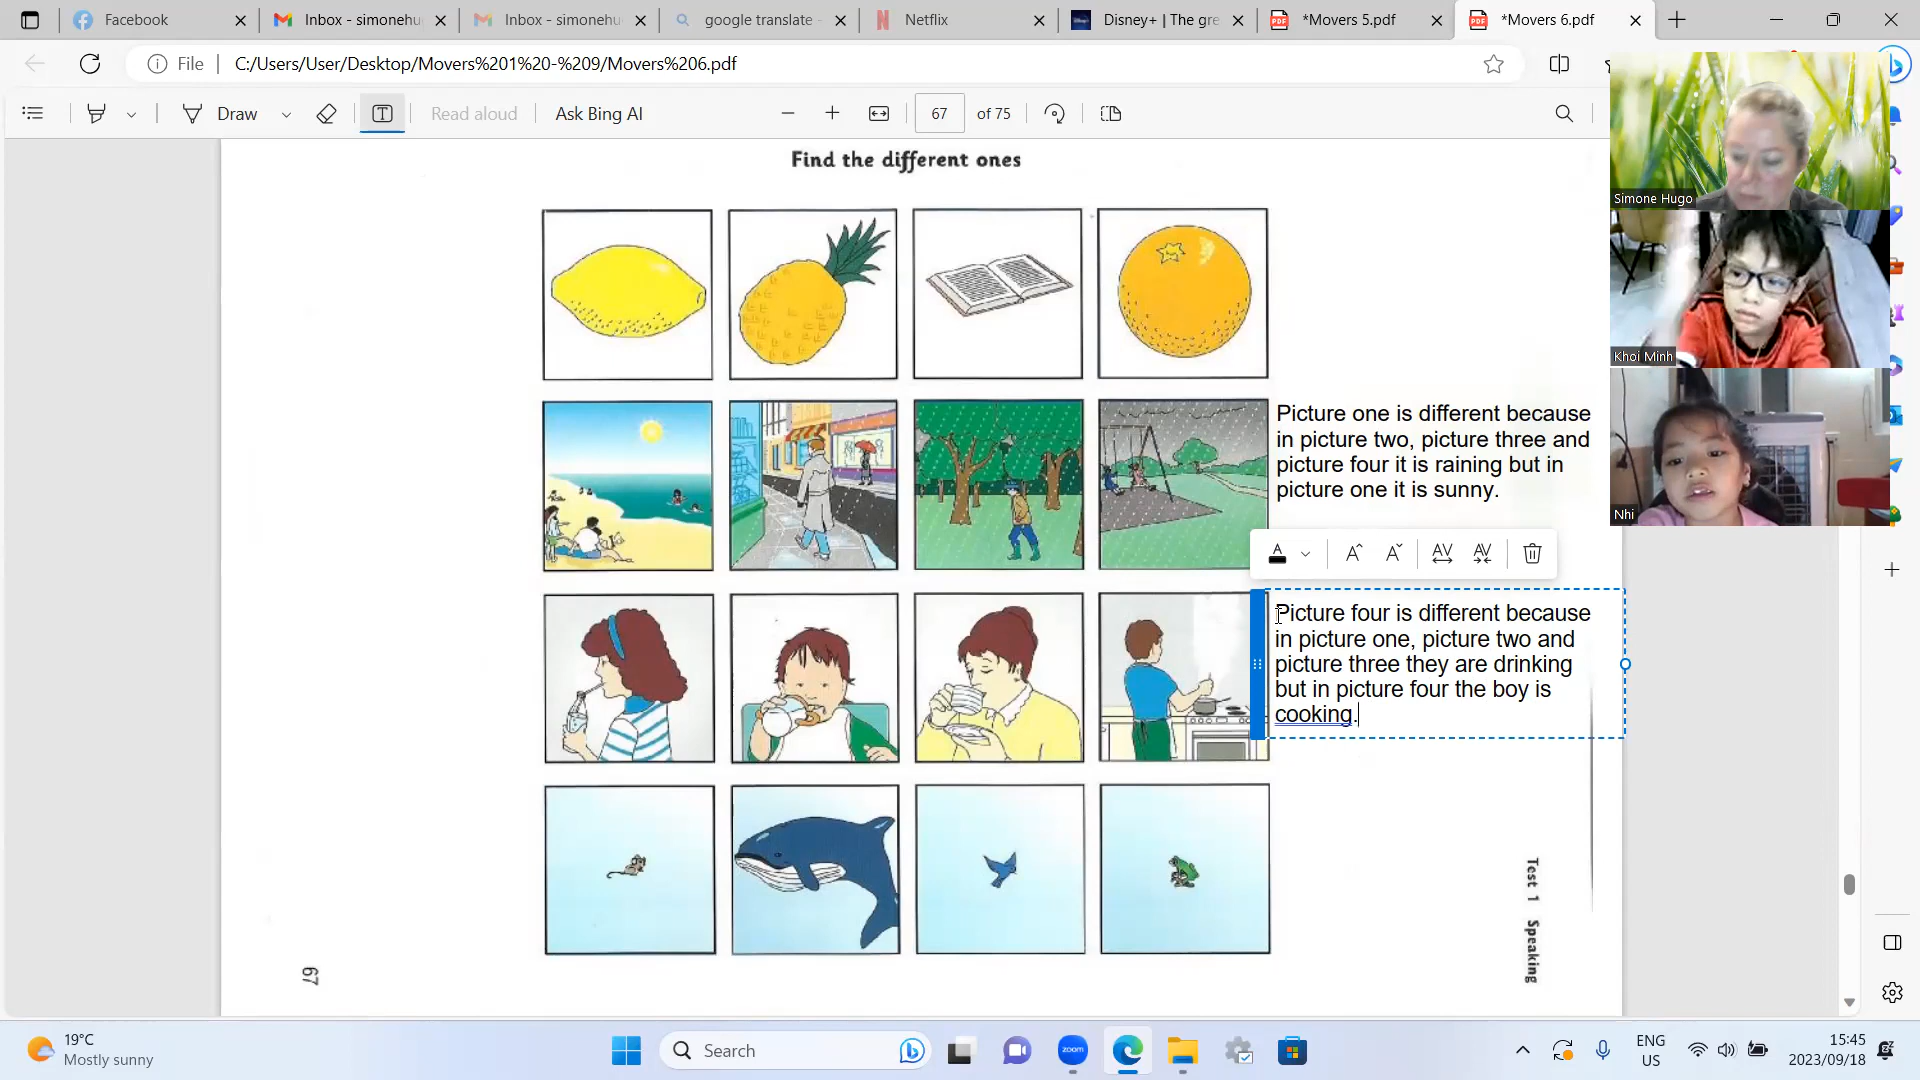 Facebook
Inbox - simonehu
Inbox - simonehu
google translate -
Netflix
Disney+ | The gre
*Movers 5.pdf
*Movers 6.pdf
File
C:/Users/User/Desktop/Movers%201%20-%209/Movers%206.pdf
Draw
Read aloud
Ask Bing AI
67
of 75
Find the different ones
Simone Hugo
Khoi Minh
Nhi
Picture one is different because
in picture two, picture three and
picture four it is raining but in
picture one it is sunny.
Picture four is different because
in picture one, picture two and
picture three they are drinking
but in picture four the boy is
cooking.
Test 1 Speaking
67
19°C
Mostly sunny
Search
zoom
ENG
US
15:45
2023/09/18